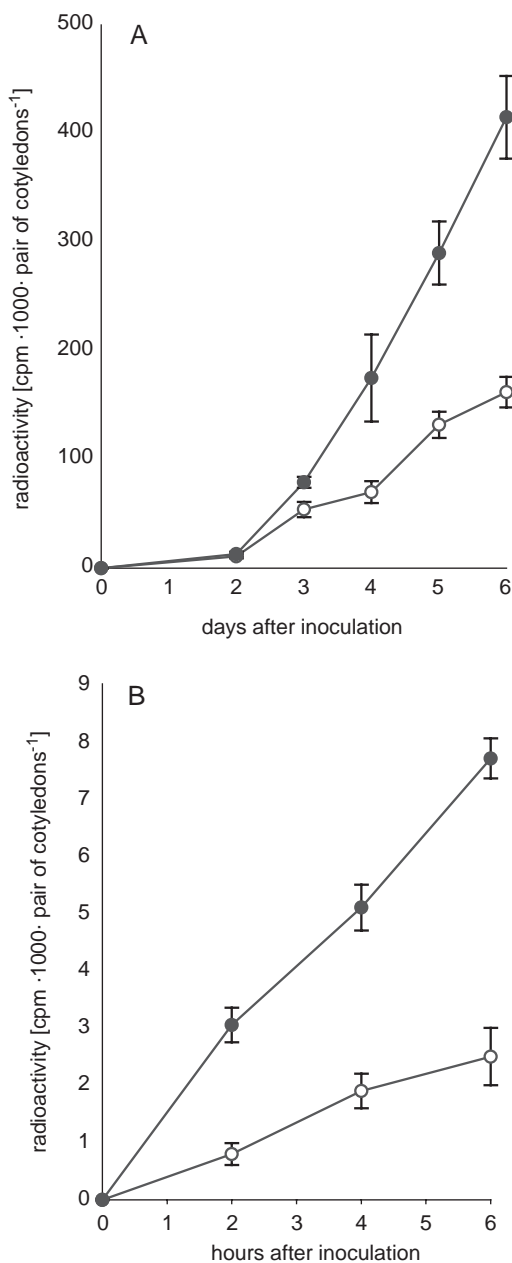 A
radioactivity [cpm ·1000· pair of cotyledons-1]
500
400
300
200
100
0
0 1 2 3 4 5 6
days after inoculation
B
radioactivity [cpm ·1000· pair of cotyledons-1]
9
8
7
6
5
4
3
2
1
0
0 1 2 3 4 5 6
hours after inoculation